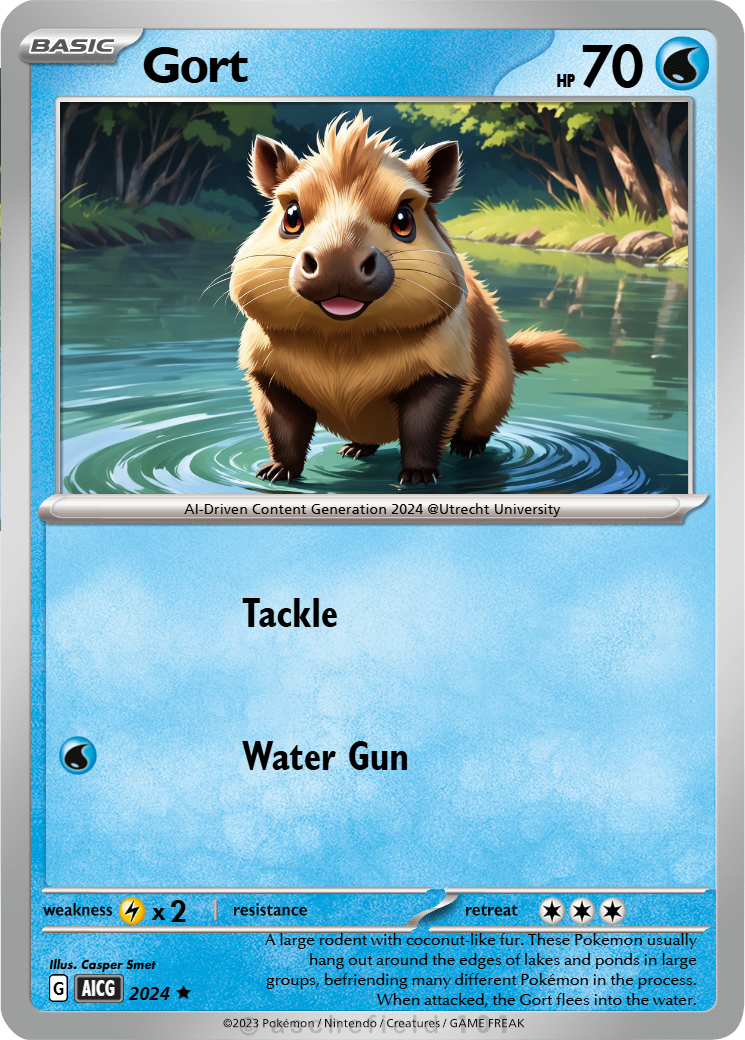 BASIC Gort HP 70
AI-Driven Content Generation 2024 @Utrecht University
Tackle
Water Gun
weakness x 2 resistance retreat
A large rodent with coconut-like fur. These Pokemon usually
hang out around the edges of lakes and ponds in large
groups, befriending many different Pokémon in the process.
When attacked, the Gort flees into the water.
Illus. Casper Smet
G AICG 2024 ★
©2023 Pokémon / Nintendo / Creatures / GAME FREAK